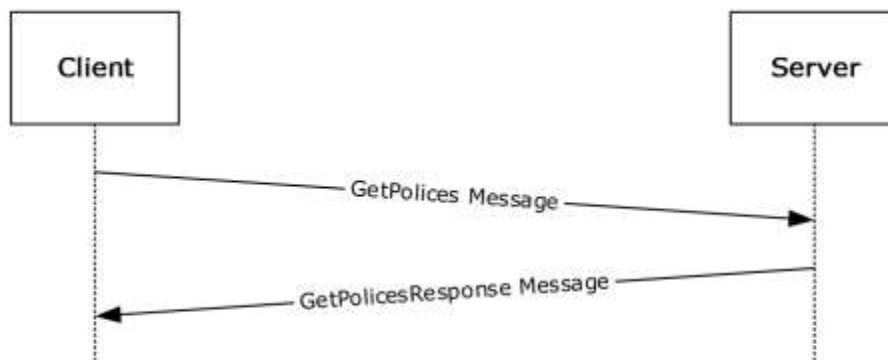 Client
Server
GetPolices Message
GetPolicesResponse Message